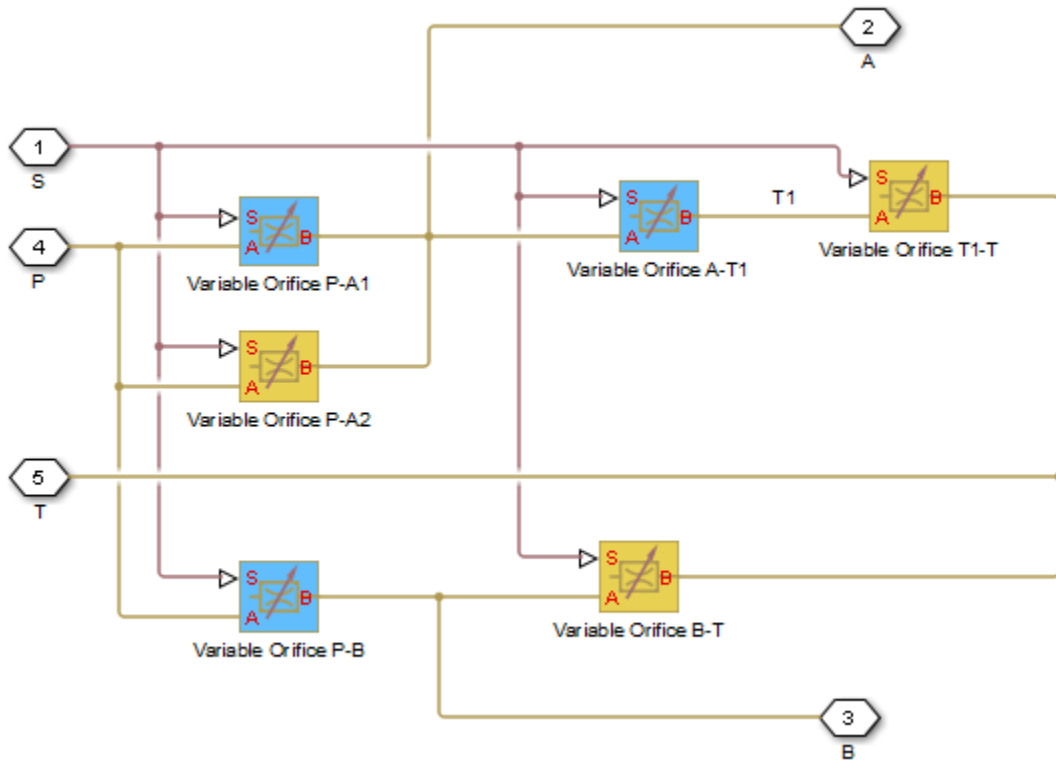 2
A
1
S
S
A
B
Variable Orifice P-A1
S
A
B
Variable Orifice A-T1
T1
S
A
B
Variable Orifice T1-T
4
P
S
A
B
Variable Orifice P-A2
5
T
S
A
B
Variable Orifice P-B
S
A
B
Variable Orifice B-T
3
B